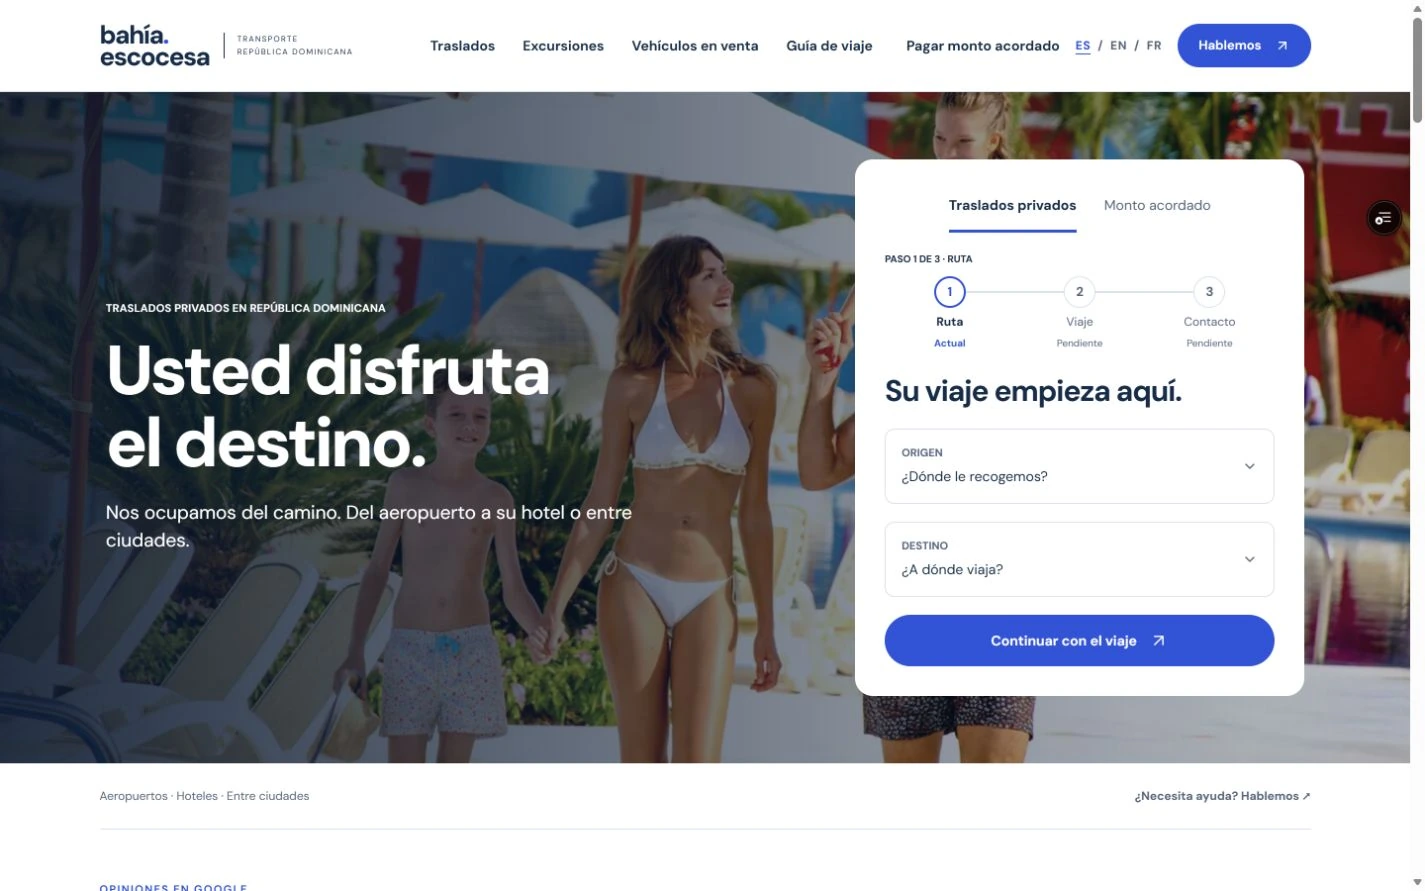 bahía.
escocesa
TRANSPORTE
REPÚBLICA DOMINICANA
Traslados
Excursiones
Vehículos en venta
Guía de viaje
Pagar monto acordado
ES / EN / FR
Hablemos
TRASLADOS PRIVADOS EN REPÚBLICA DOMINICANA
Usted disfruta
el destino.
Nos ocupamos del camino. Del aeropuerto a su hotel o entre
ciudades.
Traslados privados
Monto acordado
PASO 1 DE 3 · RUTA
1
2
3
Ruta
Viaje
Contacto
Actual
Pendiente
Pendiente
Su viaje empieza aquí.
ORIGEN
¿Dónde le recogemos?
DESTINO
¿A dónde viaja?
Continuar con el viaje
Aeropuertos · Hoteles · Entre ciudades
¿Necesita ayuda? Hablemos ↗
OPINIONES EN GOOGLE